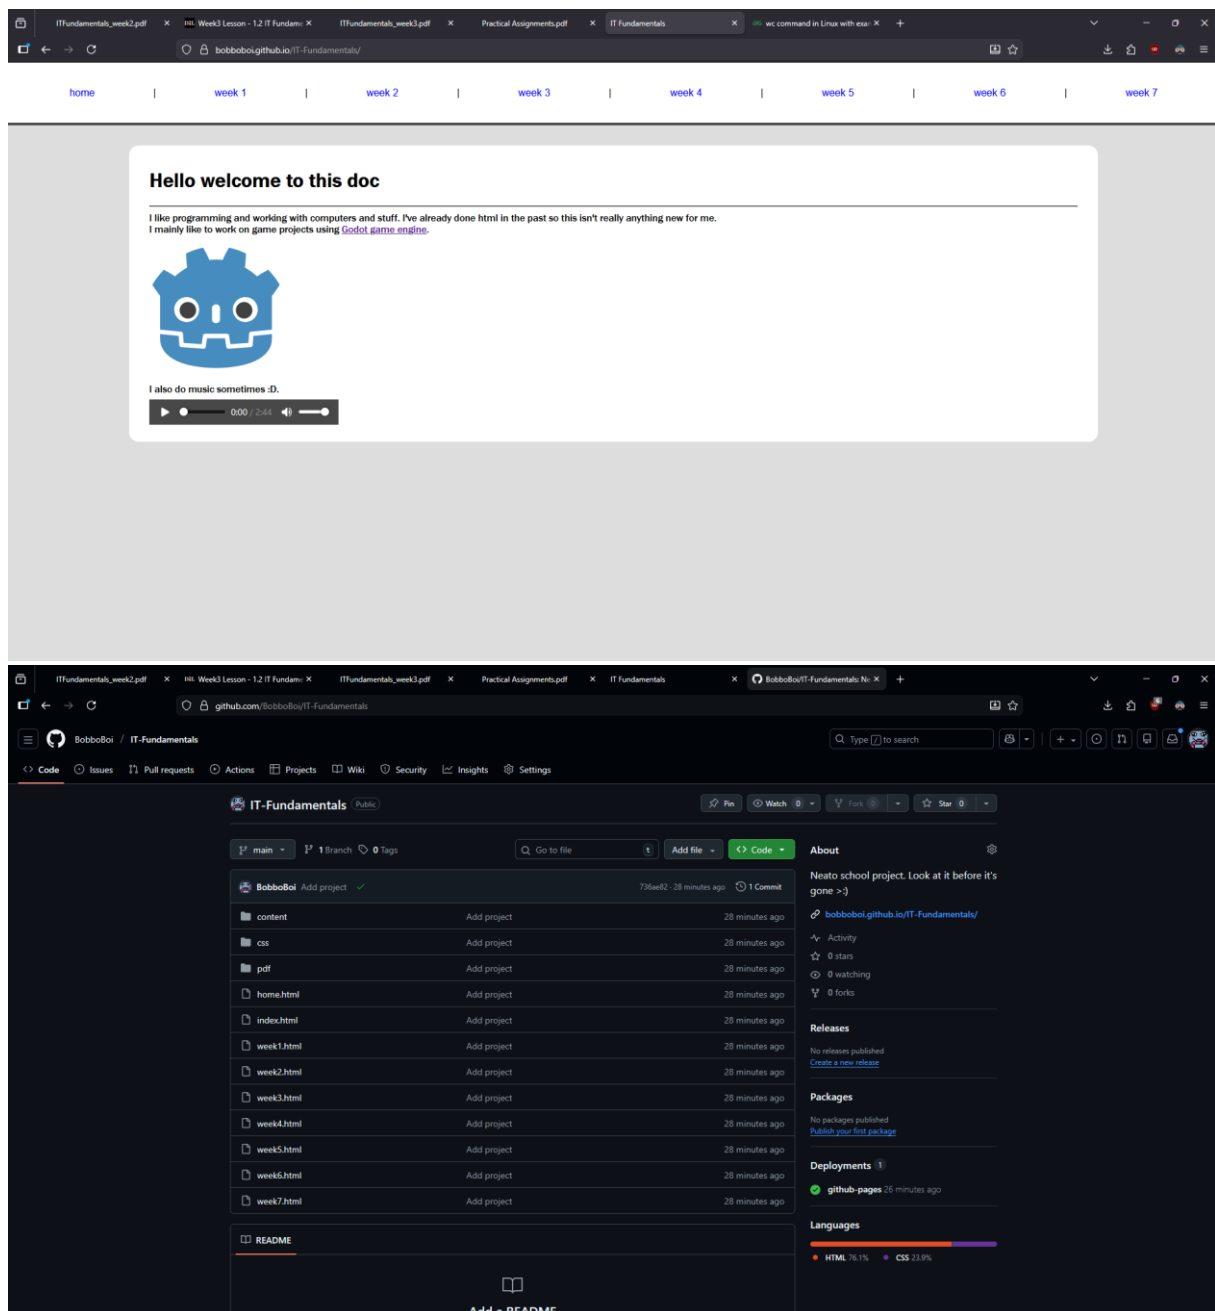 ITFundamentals_week2.pdf
Week3 Lesson - 1.2 IT Fundame
ITFundamentals_week3.pdf
Practical Assignments.pdf
IT Fundamentals
wc command in Linux with exan
bobboboi.github.io/IT-Fundamentals/
home | week 1 | week 2 | week 3 | week 4 | week 5 | week 6 | week 7
Hello welcome to this doc
I like programming and working with computers and stuff. I've already done html in the past so this isn't really anything new for me.
I mainly like to work on game projects using Godot game engine.
I also do music sometimes :D.
0:00 / 2:44
ITFundamentals_week2.pdf
Week3 Lesson - 1.2 IT Fundame
ITFundamentals_week3.pdf
Practical Assignments.pdf
IT Fundamentals
BobboBoi/IT-Fundamentals: Ne
github.com/BobboBoi/IT-Fundamentals
BobboBoi / IT-Fundamentals
Type / to search
Code Issues Pull requests Actions Projects Wiki Security Insights Settings
IT-Fundamentals Public
Pin Watch 0 Fork 0 Star 0
main 1 Branch 0 Tags
Go to file t Add file Code
BobboBoi Add project 736ae82 · 28 minutes ago 1 Commit
content Add project 28 minutes ago
css Add project 28 minutes ago
pdf Add project 28 minutes ago
home.html Add project 28 minutes ago
index.html Add project 28 minutes ago
week1.html Add project 28 minutes ago
week2.html Add project 28 minutes ago
week3.html Add project 28 minutes ago
week4.html Add project 28 minutes ago
week5.html Add project 28 minutes ago
week6.html Add project 28 minutes ago
week7.html Add project 28 minutes ago
README
Add a README
About
Neato school project. Look at it before it's
gone >:)
bobboboi.github.io/IT-Fundamentals/
Activity
0 stars
0 watching
0 forks
Releases
No releases published
Create a new release
Packages
No packages published
Publish your first package
Deployments 1
github-pages 26 minutes ago
Languages
HTML 76.1% CSS 23.9%